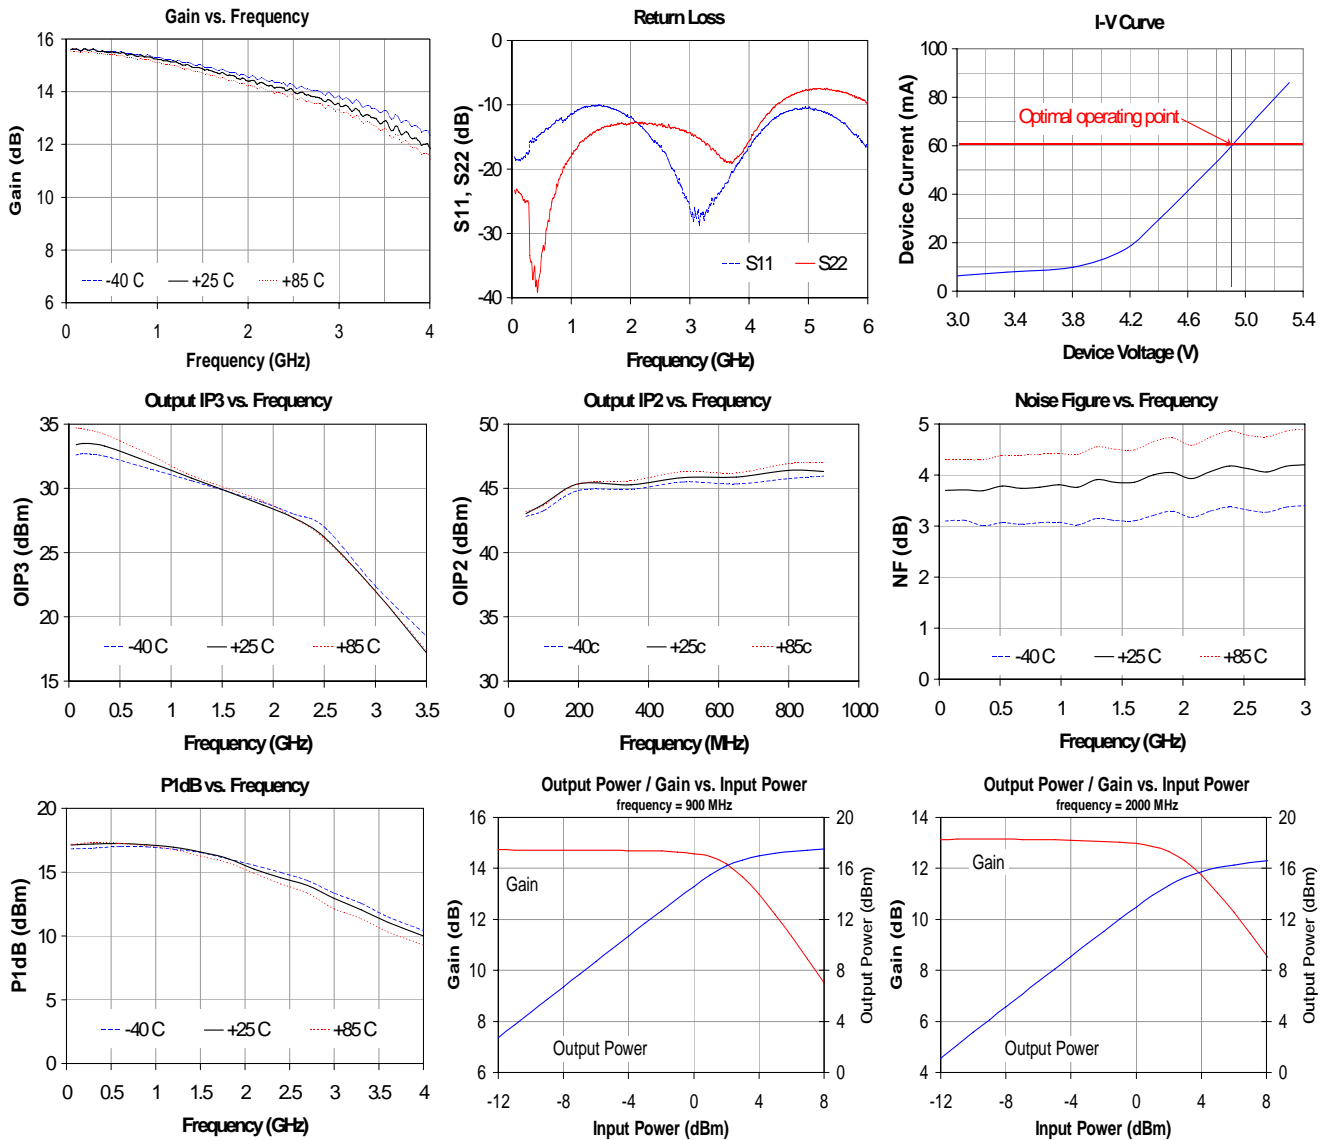 Gain vs. Frequency
Gain (dB)
16
14
12
10
8
6
-40 C
+25 C
+85 C
0 1 2 3 4
Frequency (GHz)
Return Loss
S11, S22 (dB)
0
-10
-20
-30
-40
S11
S22
0 1 2 3 4 5 6
Frequency (GHz)
I-V Curve
Device Current (mA)
100
80
60
40
20
0
Optimal operating point
3.0 3.4 3.8 4.2 4.6 5.0 5.4
Device Voltage (V)
Output IP3 vs. Frequency
OIP3 (dBm)
35
30
25
20
15
-40 C
+25 C
+85 C
0 0.5 1 1.5 2 2.5 3 3.5
Frequency (GHz)
Output IP2 vs. Frequency
OIP2 (dBm)
50
45
40
35
30
-40c
+25c
+85c
0 200 400 600 800 1000
Frequency (MHz)
Noise Figure vs. Frequency
NF (dB)
5
4
3
2
1
0
-40 C
+25 C
+85 C
0 0.5 1 1.5 2 2.5 3
Frequency (GHz)
P1dB vs. Frequency
P1dB (dBm)
20
15
10
5
0
-40 C
+25 C
+85 C
0 0.5 1 1.5 2 2.5 3 3.5 4
Frequency (GHz)
Output Power / Gain vs. Input Power
frequency = 900 MHz
Gain (dB)
16
14
12
10
8
6
Gain
Output Power
20
16
12
8
4
0
Output Power (dBm)
-12 -8 -4 0 4 8
Input Power (dBm)
Output Power / Gain vs. Input Power
frequency = 2000 MHz
Gain (dB)
14
12
10
8
6
4
Gain
Output Power
20
16
12
8
4
0
Output Power (dBm)
-12 -8 -4 0 4 8
Input Power (dBm)